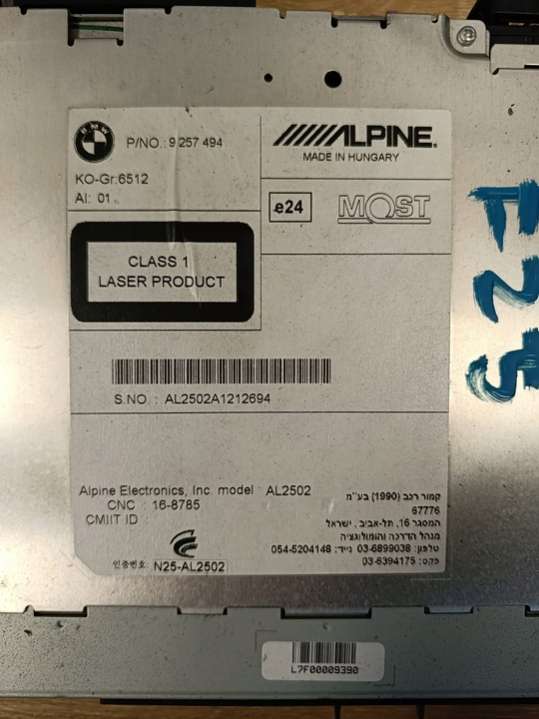 BMW
P/NO.: 9 257 494
KO-Gr:6512
AI: 01
ALPINE®
MADE IN HUNGARY
e24
MOST
CLASS 1
LASER PRODUCT
S.NO. : AL2502A1212694
Alpine Electronics, Inc. model : AL2502
CNC : 16-8785
CMIIT ID :
인증번호: N25-AL2502
קמור רכב (1990) בע"מ
67776
המסגר 16, תל-אביב, ישראל
מנהל הדרכה והומולוגציה
טלפון: 03-6899038 נייד: 054-5204148
פקס: 03-6394175
L7F00009390